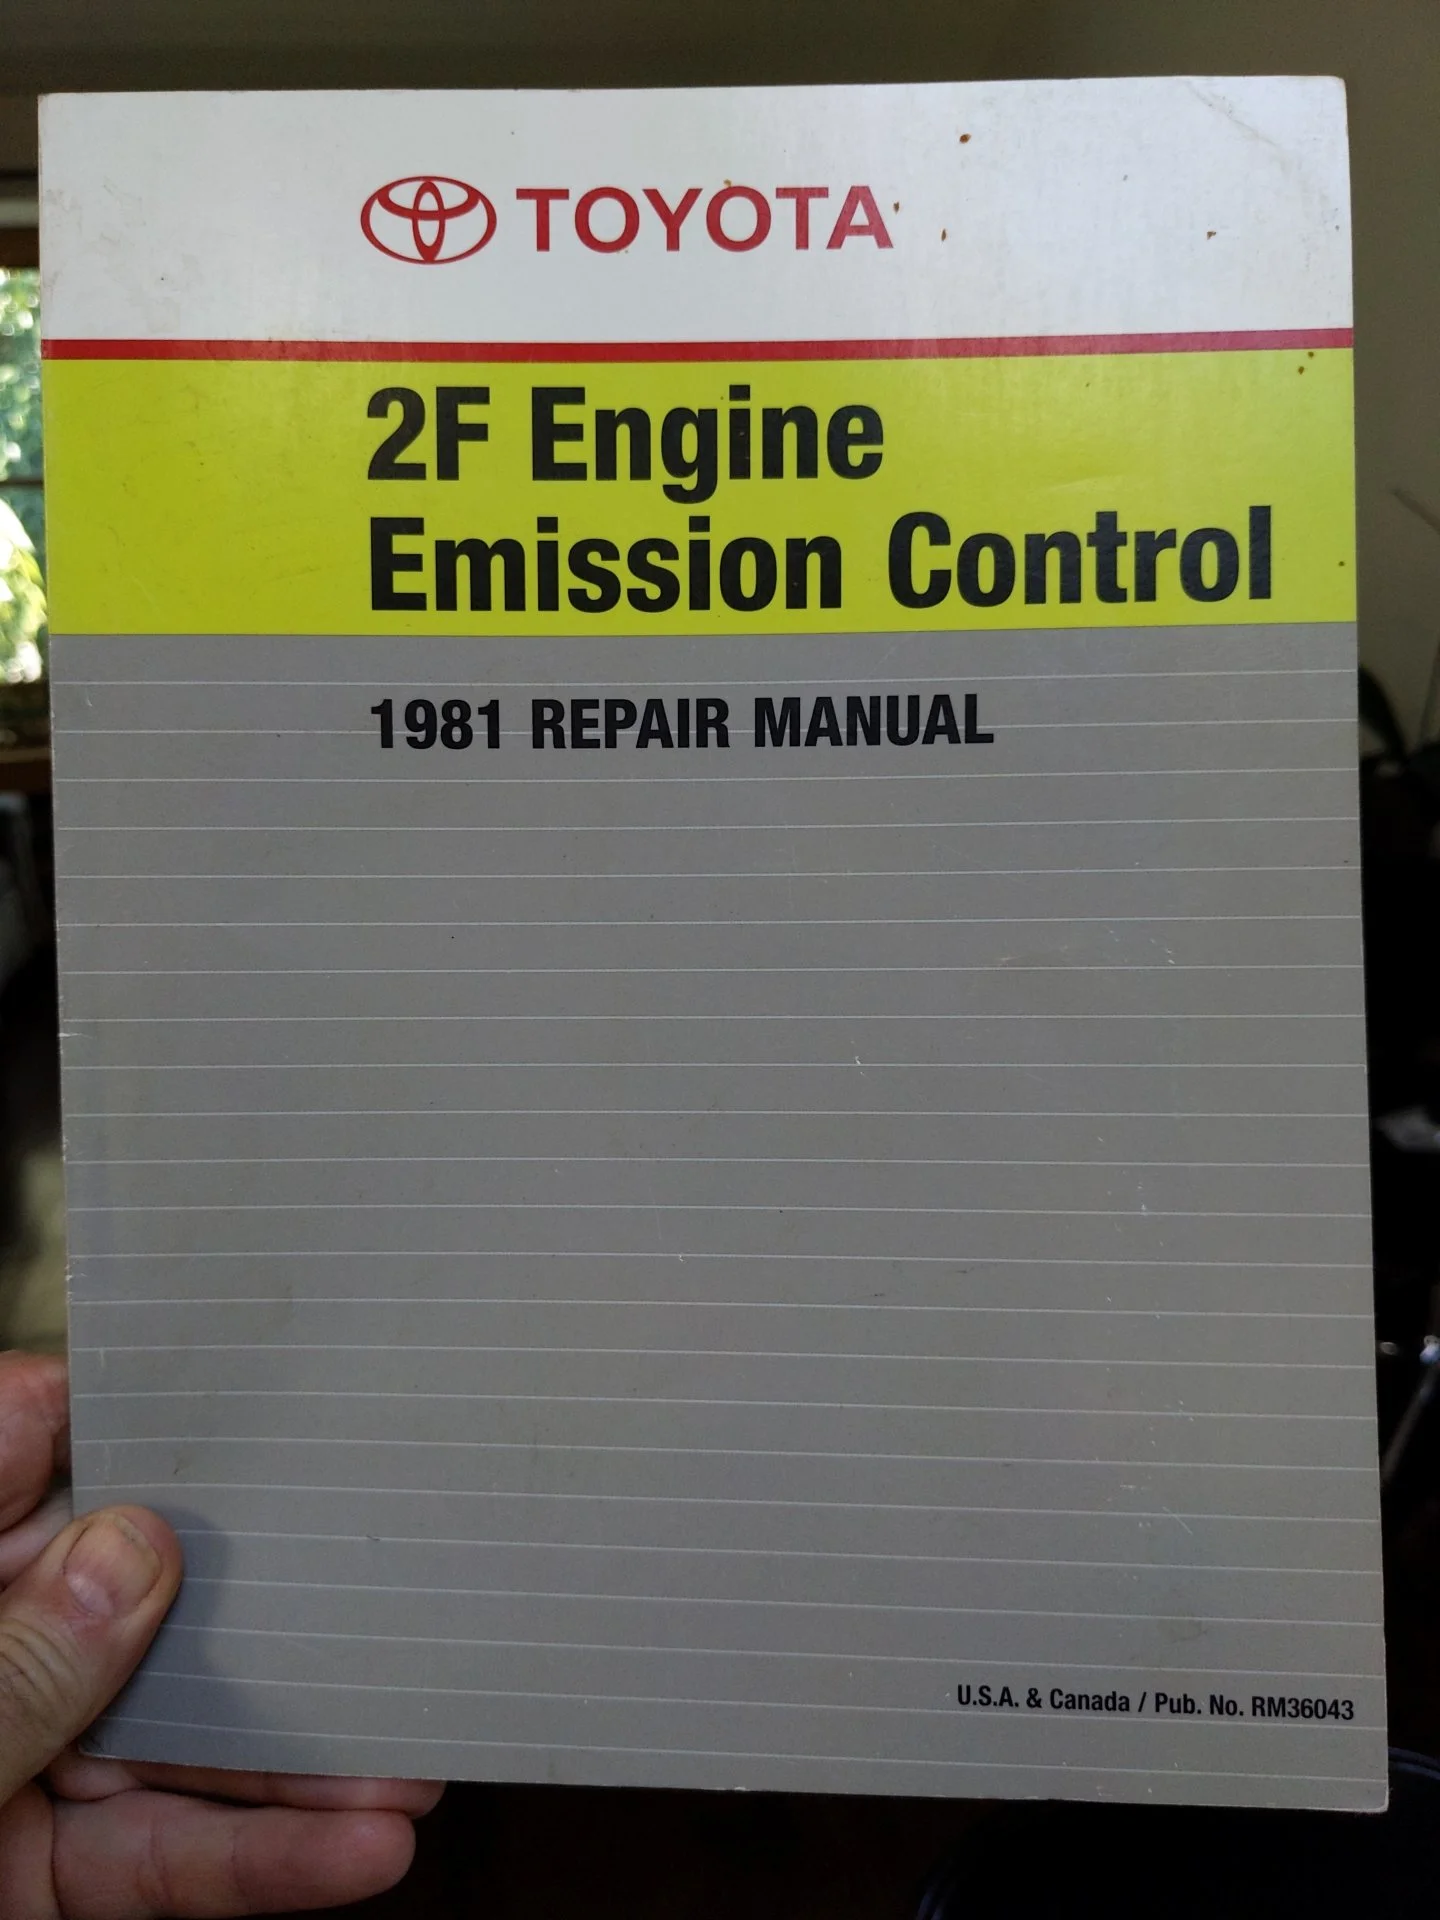 TOYOTA
2F Engine
Emission Control
1981 REPAIR MANUAL
U.S.A. & Canada / Pub. No. RM36043